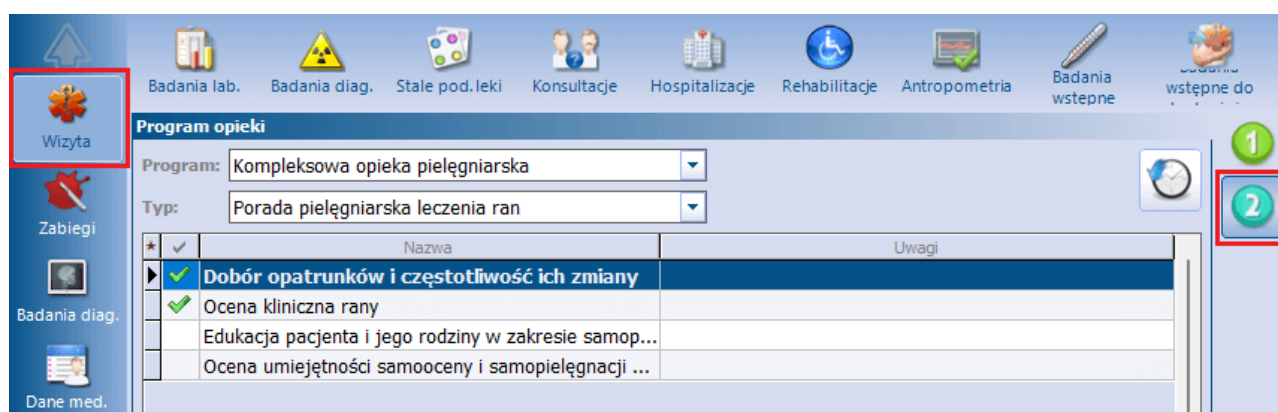 Badania lab.
Badania diag.
Stale pod.leki
Konsultacje
Hospitalizacje
Rehabilitacje
Antropometria
Badania
wstepne
wstępne do
Wizyta
Zabiegi
Badania diag.
Dane med.
Program opieki
Program: Kompleksowa opieka pielęgniarska
Typ: Porada pielęgniarska leczenia ran
* Nazwa Uwagi
Dobór opatrunków i częstotliwość ich zmiany
Ocena kliniczna rany
Edukacja pacjenta i jego rodziny w zakresie samop...
Ocena umiejętności samooceny i samopielęgnacji ...
1
2